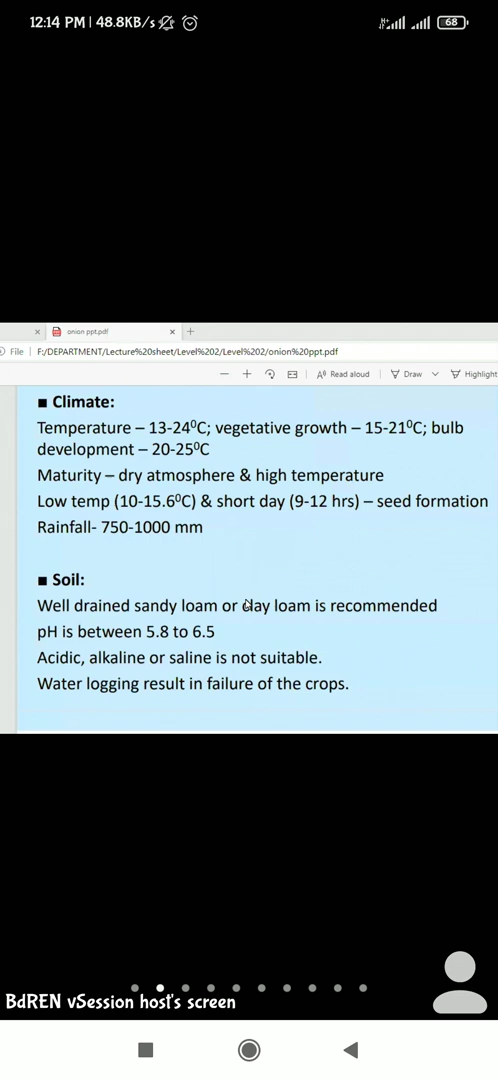 12:14 PM | 48.8KB/s
68
onion ppt.pdf
File | F:/DEPARTMENT/Lecture%20sheet/Level%202/Level%202/onion%20ppt.pdf
Read aloud
Draw
Highlight
■ Climate:
Temperature – 13-24⁰C; vegetative growth – 15-21⁰C; bulb
development – 20-25⁰C
Maturity – dry atmosphere & high temperature
Low temp (10-15.6⁰C) & short day (9-12 hrs) – seed formation
Rainfall- 750-1000 mm
■ Soil:
Well drained sandy loam or clay loam is recommended
pH is between 5.8 to 6.5
Acidic, alkaline or saline is not suitable.
Water logging result in failure of the crops.
BdREN vSession host's screen